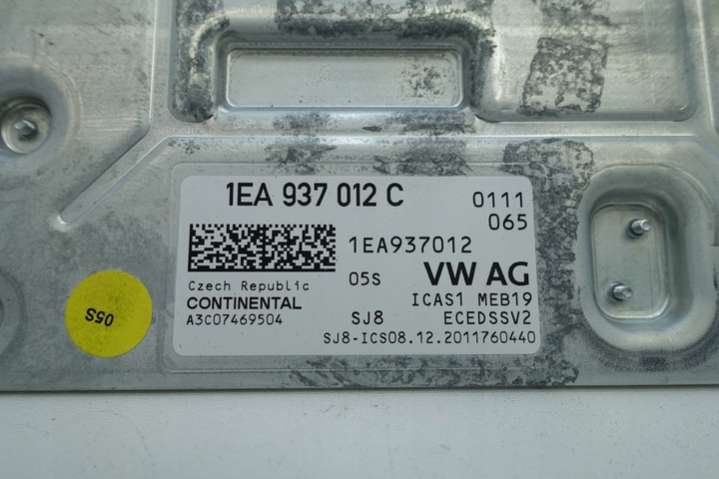 1EA 937 012 C
0111
065
1EA937012
05S
VW AG
Czech Republic
CONTINENTAL
A3C07469504
ICAS1 MEB19
SJ8
ECEDSSV2
SJ8-ICS08.12.2011760440
05S